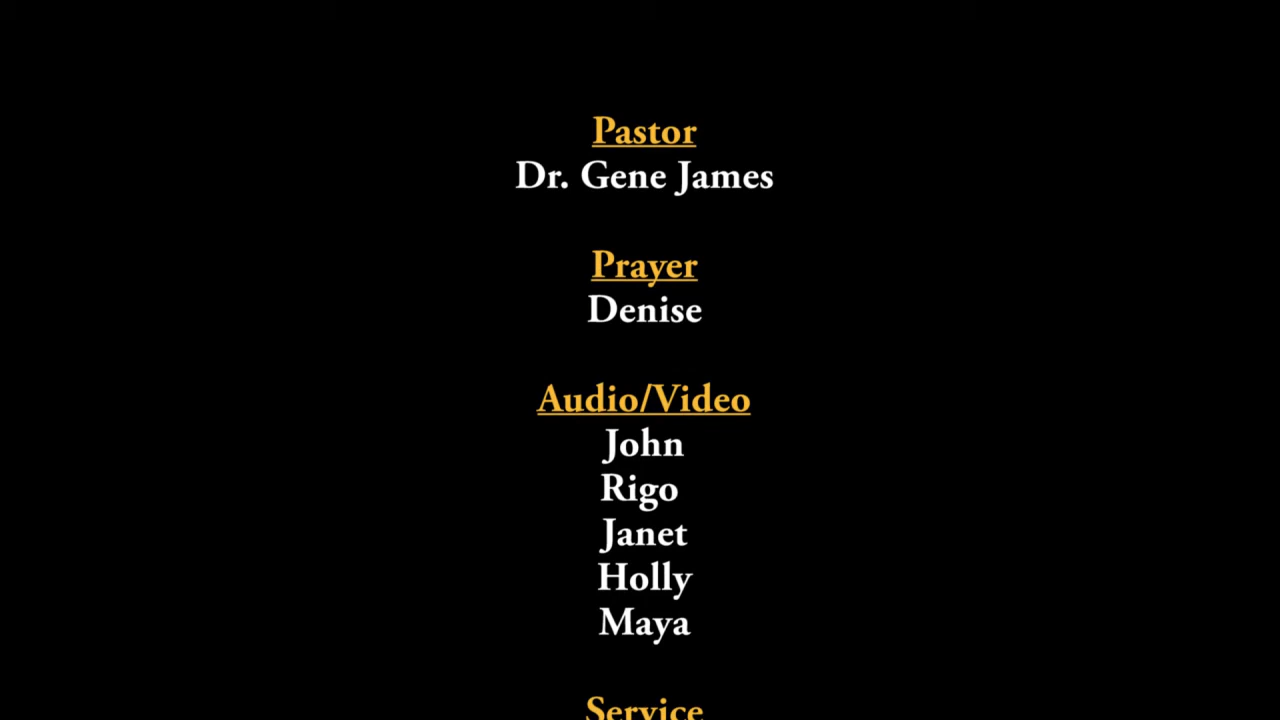 Pastor
Dr. Gene James
Prayer
Denise
Audio/Video
John
Rigo
Janet
Holly
Maya
Service